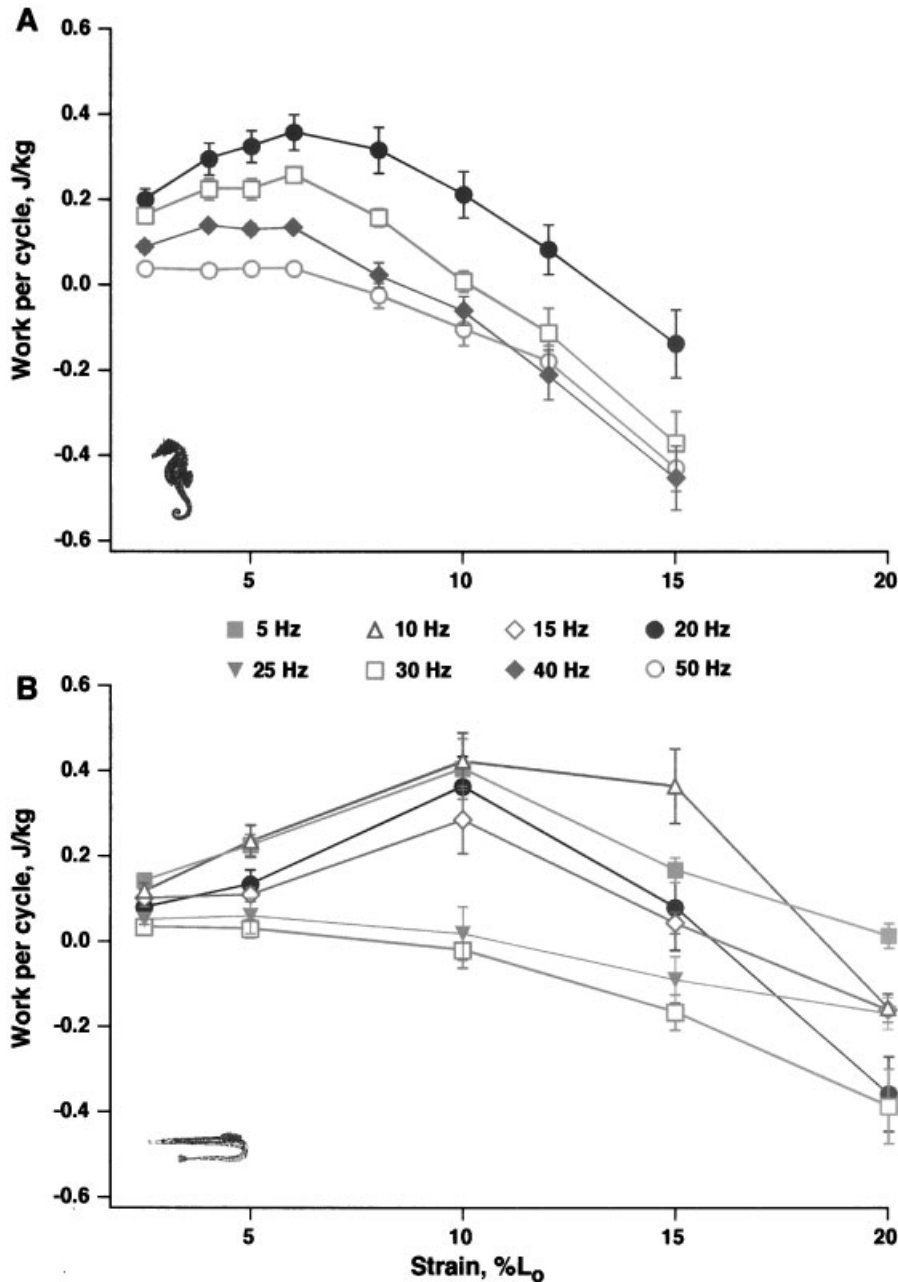 A
0.6
0.4
0.2
0.0
-0.2
-0.4
-0.6
Work per cycle, J/kg
5 10 15 20
5 Hz 10 Hz 15 Hz 20 Hz
25 Hz 30 Hz 40 Hz 50 Hz
B
0.6
0.4
0.2
0.0
-0.2
-0.4
-0.6
Work per cycle, J/kg
5 10 15 20
Strain, %Lo